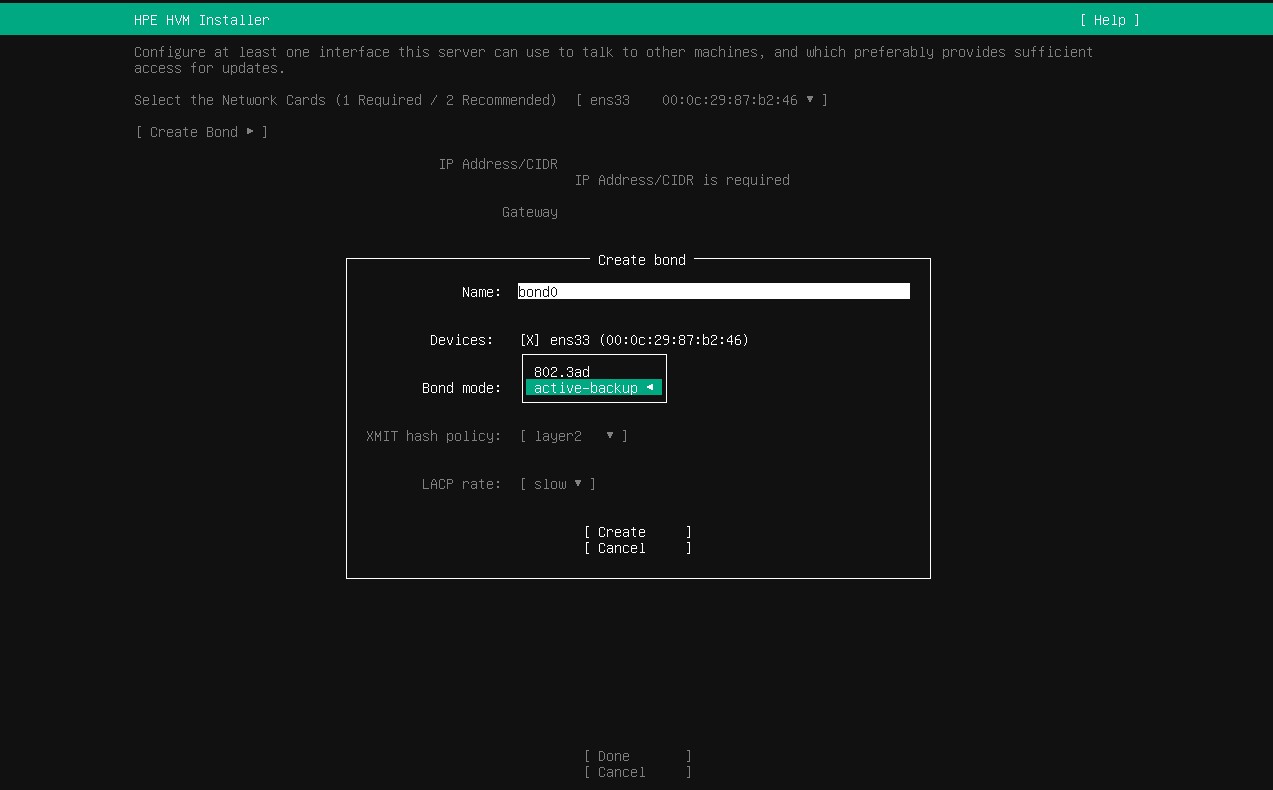 HPE HVM Installer [ Help ]
Configure at least one interface this server can use to talk to other machines, and which preferably provides sufficient
access for updates.
Select the Network Cards (1 Required / 2 Recommended) [ ens33 00:0c:29:87:b2:46 ▼ ]
[ Create Bond ▶ ]
IP Address/CIDR
IP Address/CIDR is required
Gateway
Create bond
Name: bond0
Devices: [X] ens33 (00:0c:29:87:b2:46)
802.3ad
Bond mode: active-backup ◀
XMIT hash policy: [ layer2 ▼ ]
LACP rate: [ slow ▼ ]
[ Create ]
[ Cancel ]
[ Done ]
[ Cancel ]